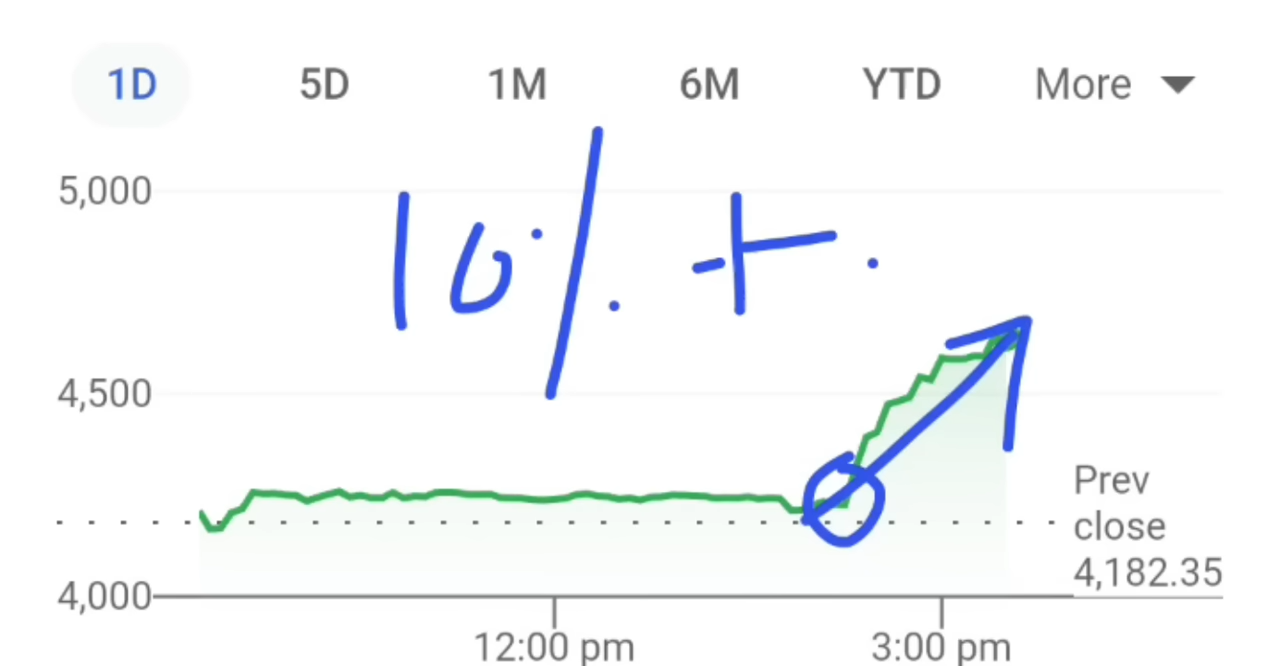 1D 5D 1M 6M YTD More
5,000
10% +.
4,500
Prev
close
4,182.35
4,000
12:00 pm 3:00 pm